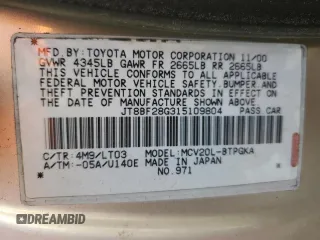 MFD.BY:TOYOTA MOTOR CORPORATION 11/00
GVWR 4345LB GAWR FR 2665LB RR 2665LB
THIS VEHICLE CONFORMS TO ALL APPLICABLE
FEDERAL MOTOR VEHICLE SAFETY, BUMPER, AND
THEFT PREVENTION STANDARDS IN EFFECT ON
THE DATE OF MANUFACTURE SHOWN ABOVE.
JT8BF28G315109804 PASS CAR
C/TR:4M9/LT03 MODEL:MCV20L-BTPGKA
A/TM:-05A/U140E MADE IN JAPAN
NO.971